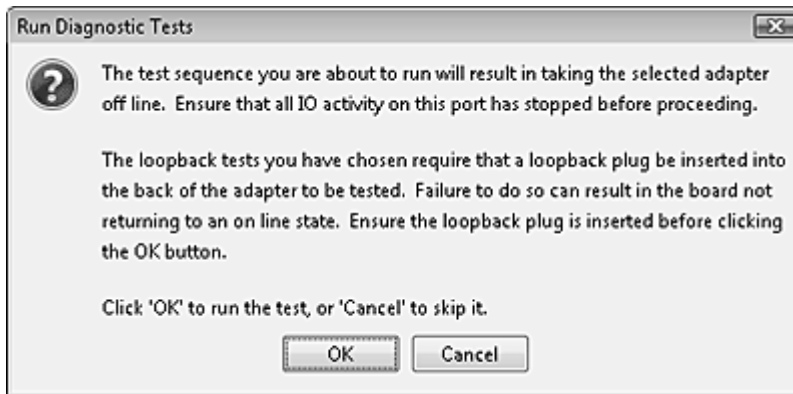 Run Diagnostic Tests
The test sequence you are about to run will result in taking the selected adapter
off line. Ensure that all IO activity on this port has stopped before proceeding.
The loopback tests you have chosen require that a loopback plug be inserted into
the back of the adapter to be tested. Failure to do so can result in the board not
returning to an on line state. Ensure the loopback plug is inserted before clicking
the OK button.
Click 'OK' to run the test, or 'Cancel' to skip it.
OK
Cancel